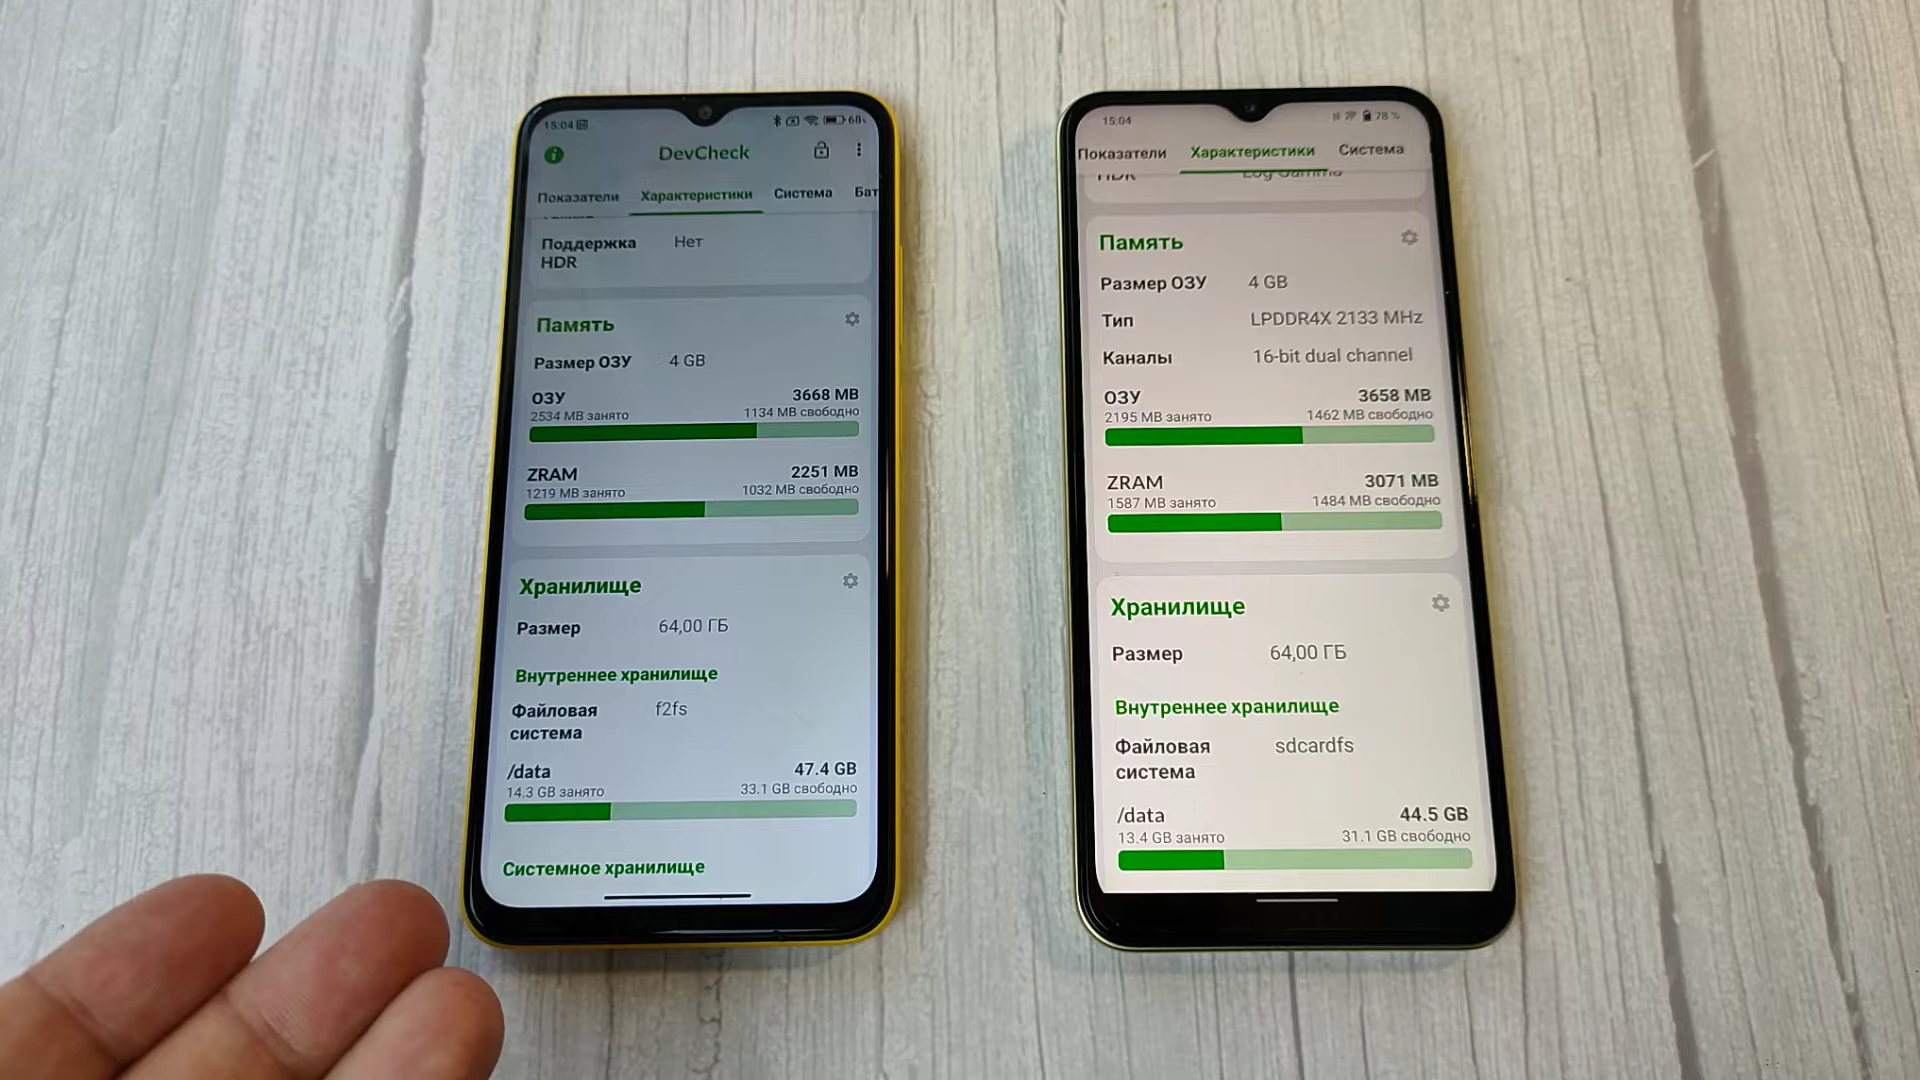 15:04
68
DevCheck
Показатели Характеристики Система Бат
Поддержка HDR Нет
Память
Размер ОЗУ 4 GB
ОЗУ 3668 MB
2534 MB занято 1134 MB свободно
ZRAM 2251 MB
1219 MB занято 1032 MB свободно
Хранилище
Размер 64,00 ГБ
Внутреннее хранилище
Файловая система f2fs
/data 47.4 GB
14.3 GB занято 33.1 GB свободно
Системное хранилище
15:04
78 %
Показатели Характеристики Система
HDR Log Gamma
Память
Размер ОЗУ 4 GB
Тип LPDDR4X 2133 MHz
Каналы 16-bit dual channel
ОЗУ 3658 MB
2195 MB занято 1462 MB свободно
ZRAM 3071 MB
1587 MB занято 1484 MB свободно
Хранилище
Размер 64,00 ГБ
Внутреннее хранилище
Файловая система sdcardfs
/data 44.5 GB
13.4 GB занято 31.1 GB свободно